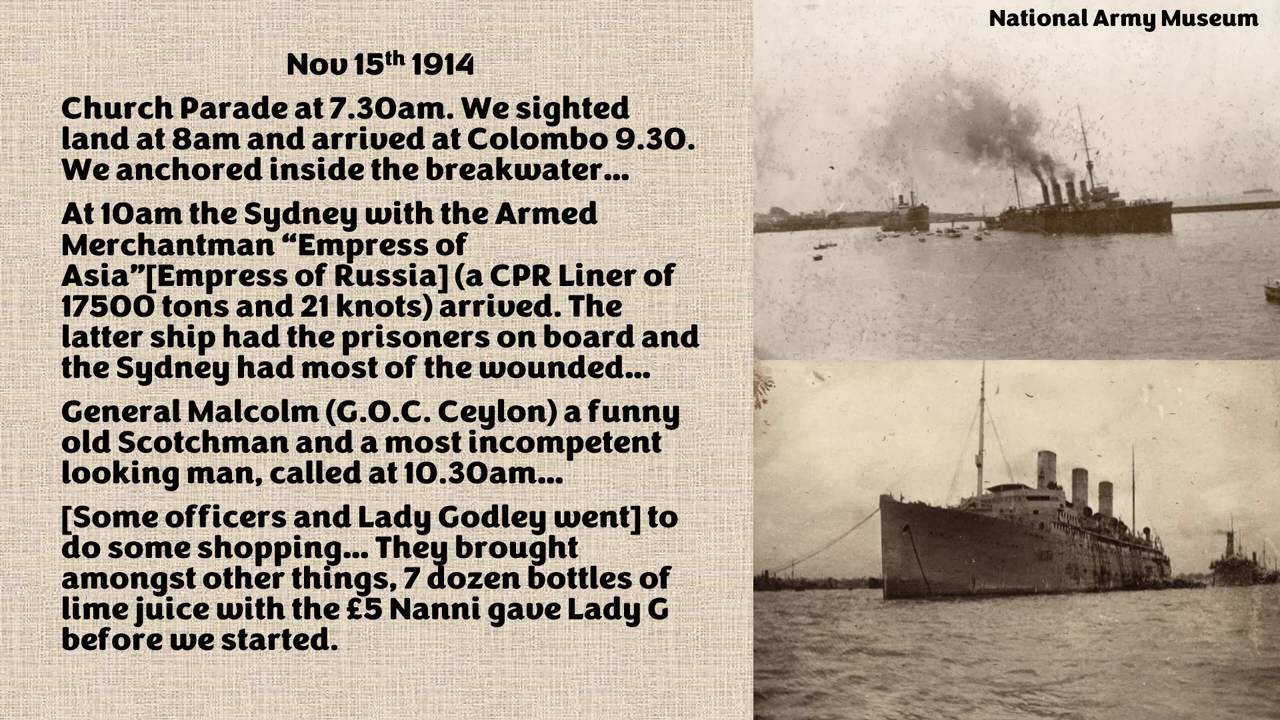 National Army Museum
Nov 15th 1914
Church Parade at 7.30am. We sighted
land at 8am and arrived at Colombo 9.30.
We anchored inside the breakwater...
At 10am the Sydney with the Armed
Merchantman “Empress of
Asia”[Empress of Russia] (a CPR Liner of
17500 tons and 21 knots) arrived. The
latter ship had the prisoners on board and
the Sydney had most of the wounded...
General Malcolm (G.O.C. Ceylon) a funny
old Scotchman and a most incompetent
looking man, called at 10.30am...
[Some officers and Lady Godley went] to
do some shopping... They brought
amongst other things, 7 dozen bottles of
lime juice with the £5 Nanni gave Lady G
before we started.